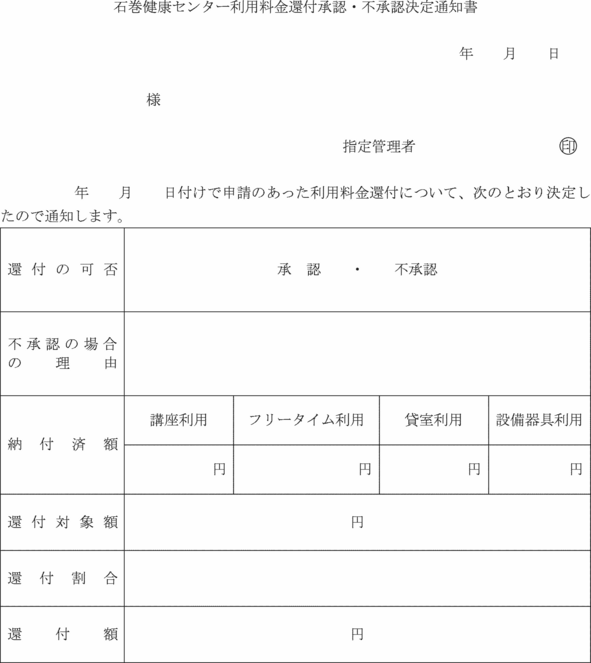 石巻健康センター利用料金還付承認・不承認決定通知書
年　　月　　日
様
指定管理者　　　　　　　　　　㊞
年　　月　　日付けで申請のあった利用料金還付について、次のとおり決定し
たので通知します。
還付の可否　承　認　　・　　不承認
不承認の場合
の理由
納付済額
講座利用　フリータイム利用　貸室利用　設備器具利用
円　円　円　円
還付対象額　円
還付割合
還付額　円